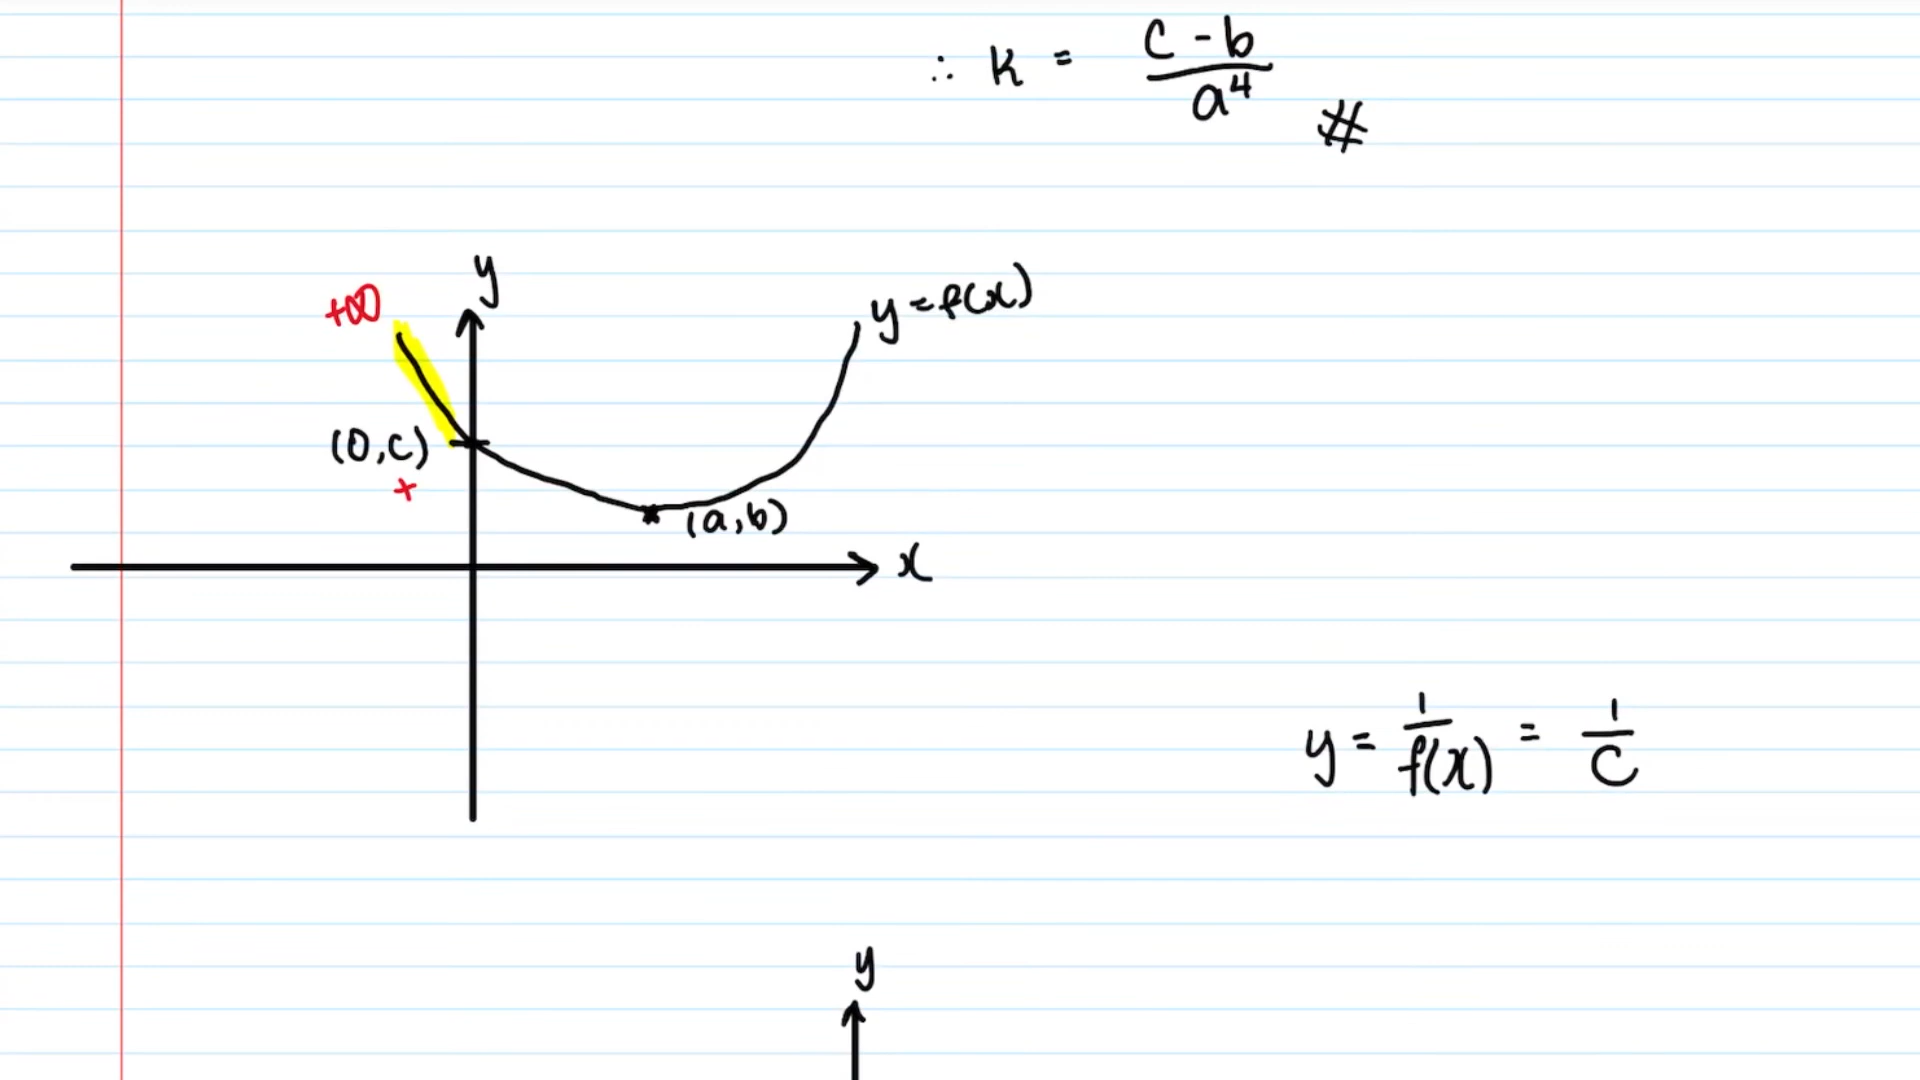 ∴ K = (c - b)/a⁴ #
y
+∞
y = f(x)
(0, c)
+
(a, b)
x
y = 1/f(x) = 1/c
y